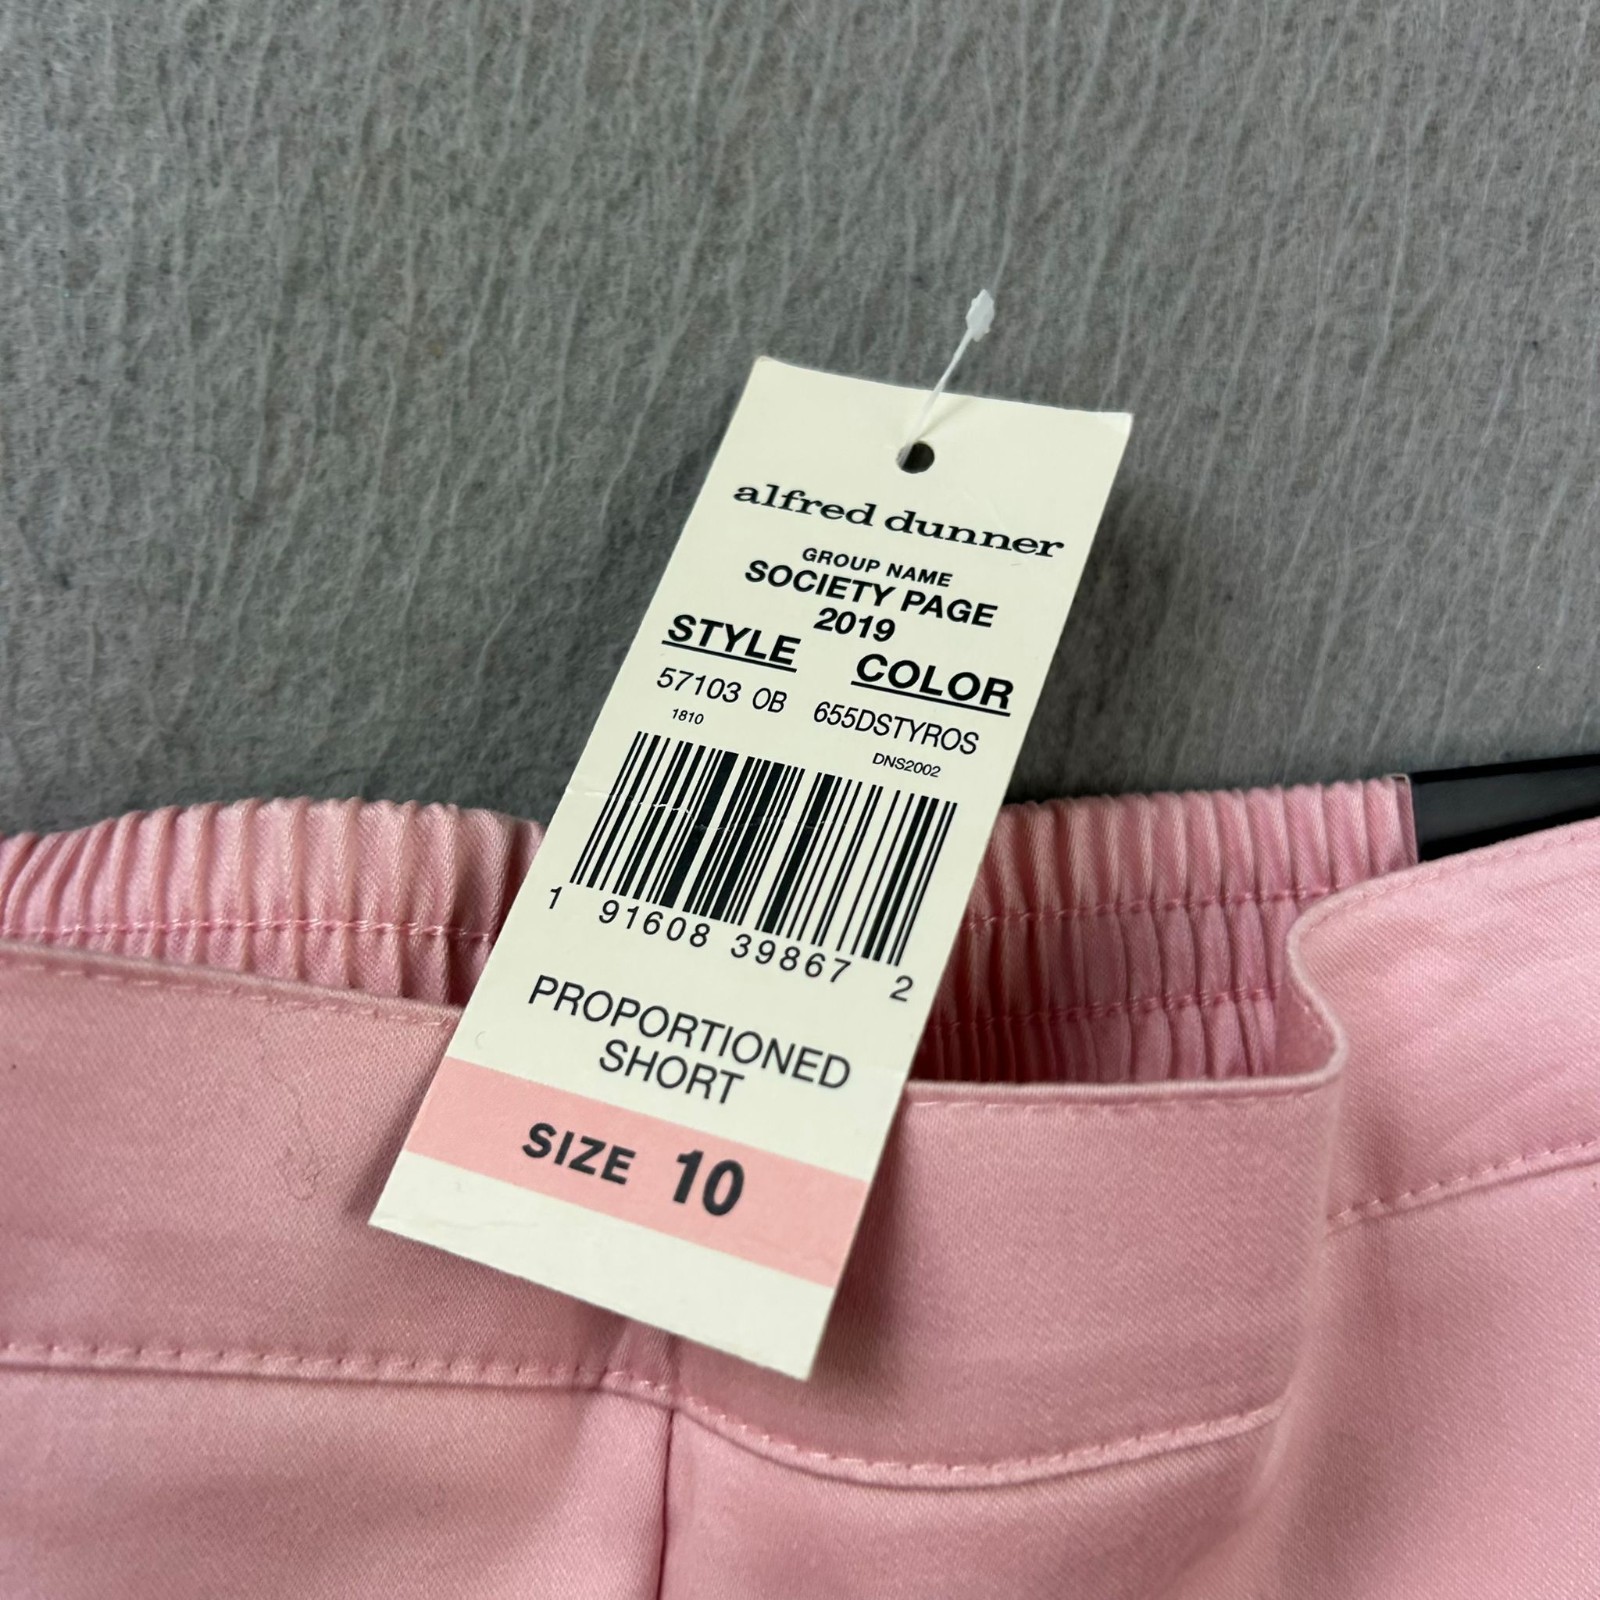 alfred dunner
GROUP NAME
SOCIETY PAGE
2019
STYLE COLOR
57103 OB 655DSTYROS
1810 DNS2002
1 91608 39867 2
PROPORTIONED
SHORT
SIZE 10